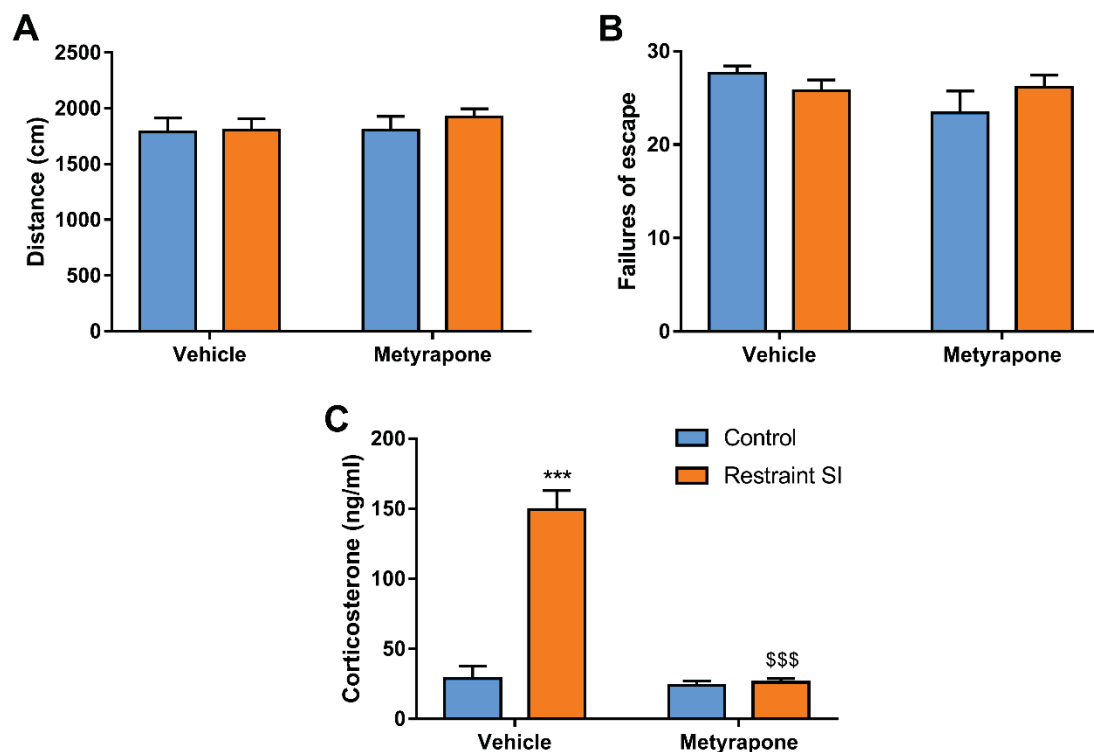 A
Distance (cm)
2500
2000
1500
1000
500
0
Vehicle
Metyrapone
B
Failures of escape
30
20
10
0
Vehicle
Metyrapone
C
Corticosterone (ng/ml)
200
150
100
50
0
***
$$$
Vehicle
Metyrapone
Control
Restraint SI